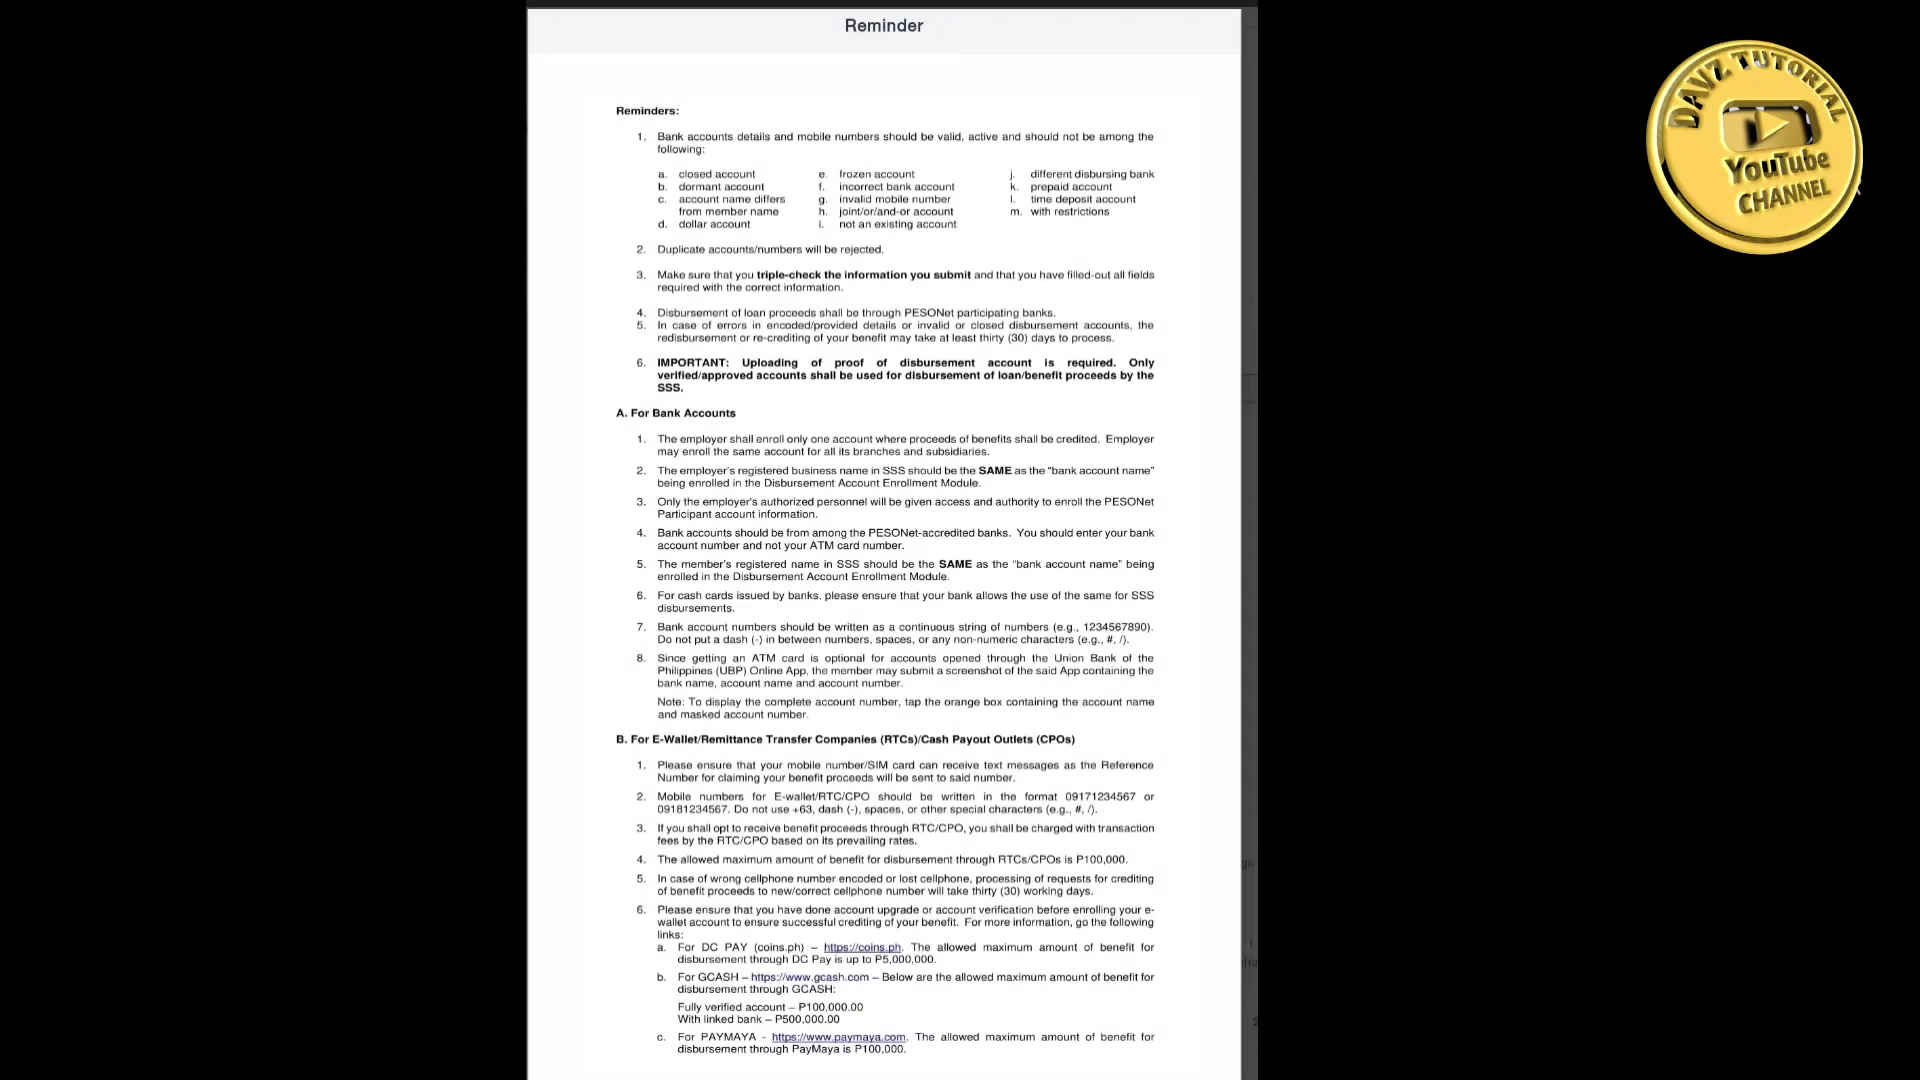 Reminder
Reminders:
1. Bank accounts details and mobile numbers should be valid, active and should not be among the
following:
a. closed account
b. dormant account
c. account name differs
from member name
d. dollar account
e. frozen account
f. incorrect bank account
g. invalid mobile number
h. joint/or/and-or account
i. not an existing account
j. different disbursing bank
k. prepaid account
l. time deposit account
m. with restrictions
2. Duplicate accounts/numbers will be rejected.
3. Make sure that you triple-check the information you submit and that you have filled-out all fields
required with the correct information.
4. Disbursement of loan proceeds shall be through PESONet participating banks.
5. In case of errors in encoded/provided details or invalid or closed disbursement accounts, the
redisbursement or re-crediting of your benefit may take at least thirty (30) days to process.
6. IMPORTANT: Uploading of proof of disbursement account is required. Only
verified/approved accounts shall be used for disbursement of loan/benefit proceeds by the
SSS.
A. For Bank Accounts
1. The employer shall enroll only one account where proceeds of benefits shall be credited. Employer
may enroll the same account for all its branches and subsidiaries.
2. The employer's registered business name in SSS should be the SAME as the "bank account name"
being enrolled in the Disbursement Account Enrollment Module.
3. Only the employer's authorized personnel will be given access and authority to enroll the PESONet
Participant account information.
4. Bank accounts should be from among the PESONet-accredited banks. You should enter your bank
account number and not your ATM card number.
5. The member's registered name in SSS should be the SAME as the "bank account name" being
enrolled in the Disbursement Account Enrollment Module.
6. For cash cards issued by banks, please ensure that your bank allows the use of the same for SSS
disbursements.
7. Bank account numbers should be written as a continuous string of numbers (e.g., 1234567890).
Do not put a dash (-) in between numbers, spaces, or any non-numeric characters (e.g., #, /).
8. Since getting an ATM card is optional for accounts opened through the Union Bank of the
Philippines (UBP) Online App, the member may submit a screenshot of the said App containing the
bank name, account name and account number.
Note: To display the complete account number, tap the orange box containing the account name
and masked account number.
B. For E-Wallet/Remittance Transfer Companies (RTCs)/Cash Payout Outlets (CPOs)
1. Please ensure that your mobile number/SIM card can receive text messages as the Reference
Number for claiming your benefit proceeds will be sent to said number.
2. Mobile numbers for E-wallet/RTC/CPO should be written in the format 09171234567 or
09181234567. Do not use +63, dash (-), spaces, or other special characters (e.g., #, /).
3. If you shall opt to receive benefit proceeds through RTC/CPO, you shall be charged with transaction
fees by the RTC/CPO based on its prevailing rates.
4. The allowed maximum amount of benefit for disbursement through RTCs/CPOs is P100,000.
5. In case of wrong cellphone number encoded or lost cellphone, processing of requests for crediting
of benefit proceeds to new/correct cellphone number will take thirty (30) working days.
6. Please ensure that you have done account upgrade or account verification before enrolling your e-
wallet account to ensure successful crediting of your benefit. For more information, go the following
links:
a. For DC PAY (coins.ph) – https://coins.ph. The allowed maximum amount of benefit for
disbursement through DC Pay is up to P5,000,000.
b. For GCASH – https://www.gcash.com – Below are the allowed maximum amount of benefit for
disbursement through GCASH:
Fully verified account – P100,000.00
With linked bank – P500,000.00
c. For PAYMAYA - https://www.paymaya.com. The allowed maximum amount of benefit for
disbursement through PayMaya is P100,000.
DAVZ TUTORIAL
YouTube
CHANNEL